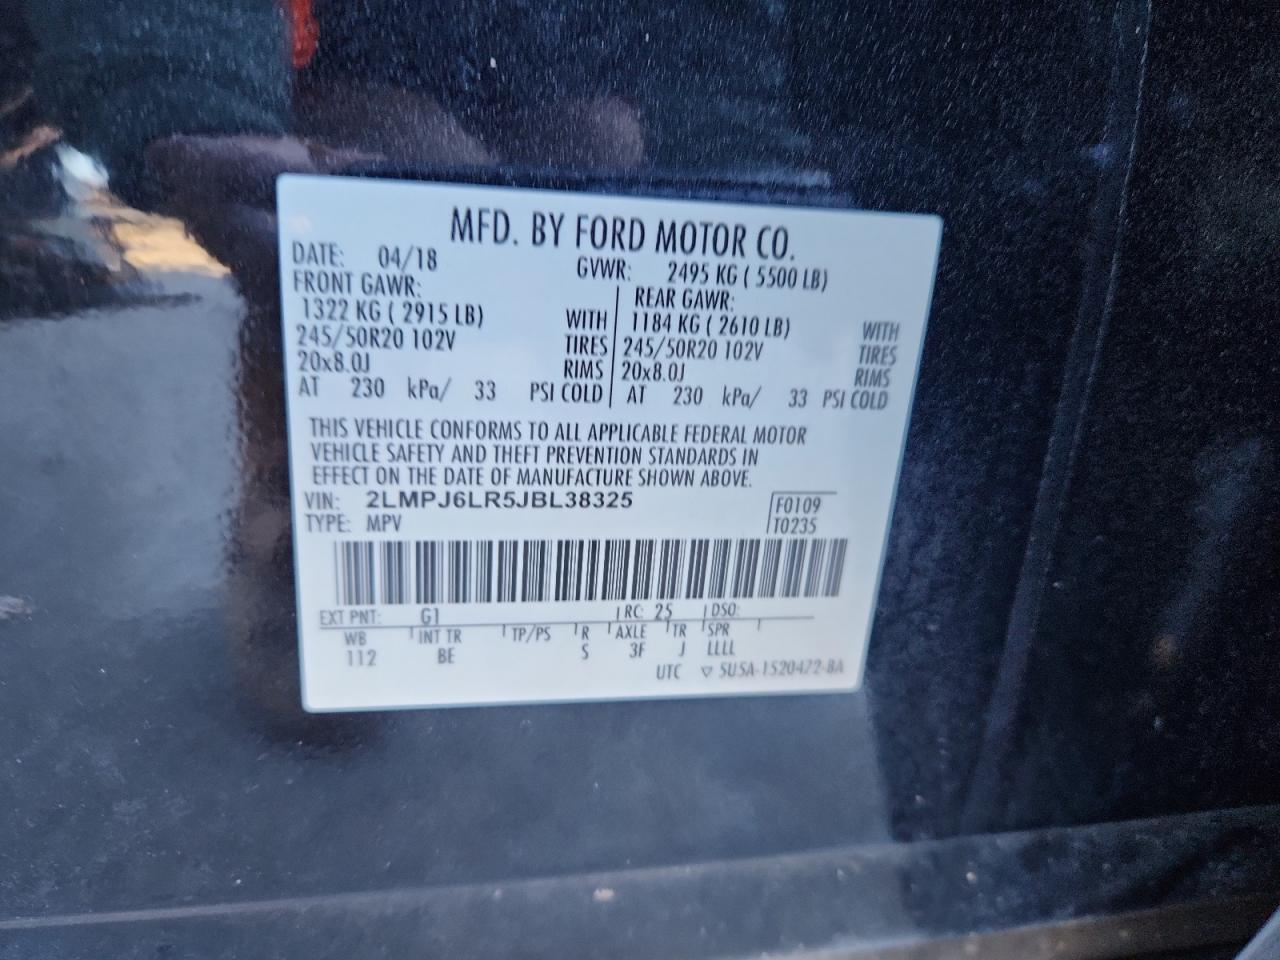 MFD. BY FORD MOTOR CO.
DATE: 04/18 GVWR: 2495 KG ( 5500 LB)
FRONT GAWR: REAR GAWR:
1322 KG ( 2915 LB) WITH 1184 KG ( 2610 LB) WITH
245/50R20 102V TIRES 245/50R20 102V TIRES
20x8.0J RIMS 20x8.0J RIMS
AT 230 kPa/ 33 PSI COLD AT 230 kPa/ 33 PSI COLD
THIS VEHICLE CONFORMS TO ALL APPLICABLE FEDERAL MOTOR
VEHICLE SAFETY AND THEFT PREVENTION STANDARDS IN
EFFECT ON THE DATE OF MANUFACTURE SHOWN ABOVE.
VIN: 2LMPJ6LR5JBL38325 F0109
TYPE: MPV T0235
EXT PNT: G1 RC: 25 DSO:
WB INT TR TP/PS R AXLE TR SPR
112 BE S 3F J LLLL
UTC ▽ 5U5A-1520472-BA